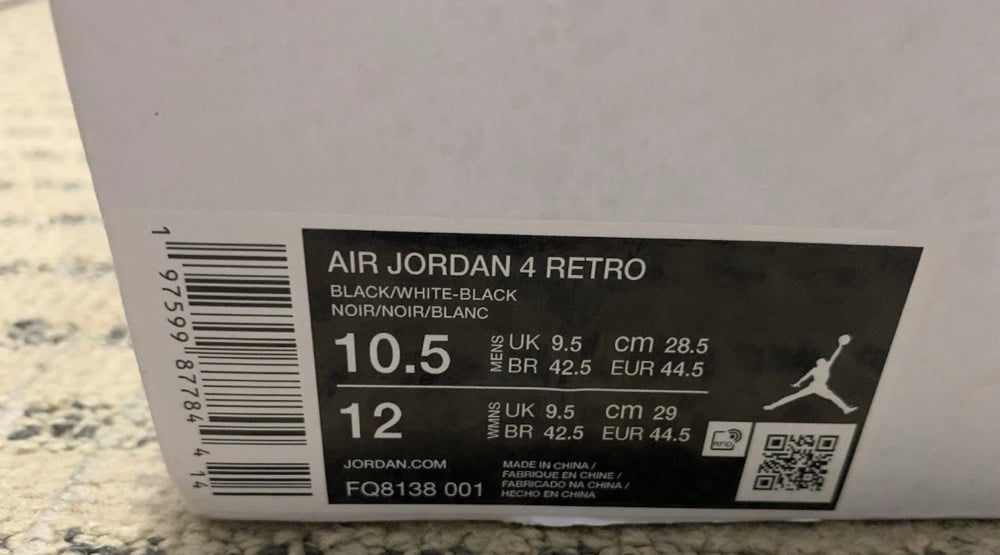 AIR JORDAN 4 RETRO
BLACK/WHITE-BLACK
NOIR/NOIR/BLANC
10.5 MENS UK 9.5 cm 28.5
BR 42.5 EUR 44.5
12 WMNS UK 9.5 cm 29
BR 42.5 EUR 44.5
RFID
JORDAN.COM
FQ8138 001
MADE IN CHINA /
FABRIQUE EN CHINE /
FABRICADO NA CHINA /
HECHO EN CHINA
1 97599 87784 4 14